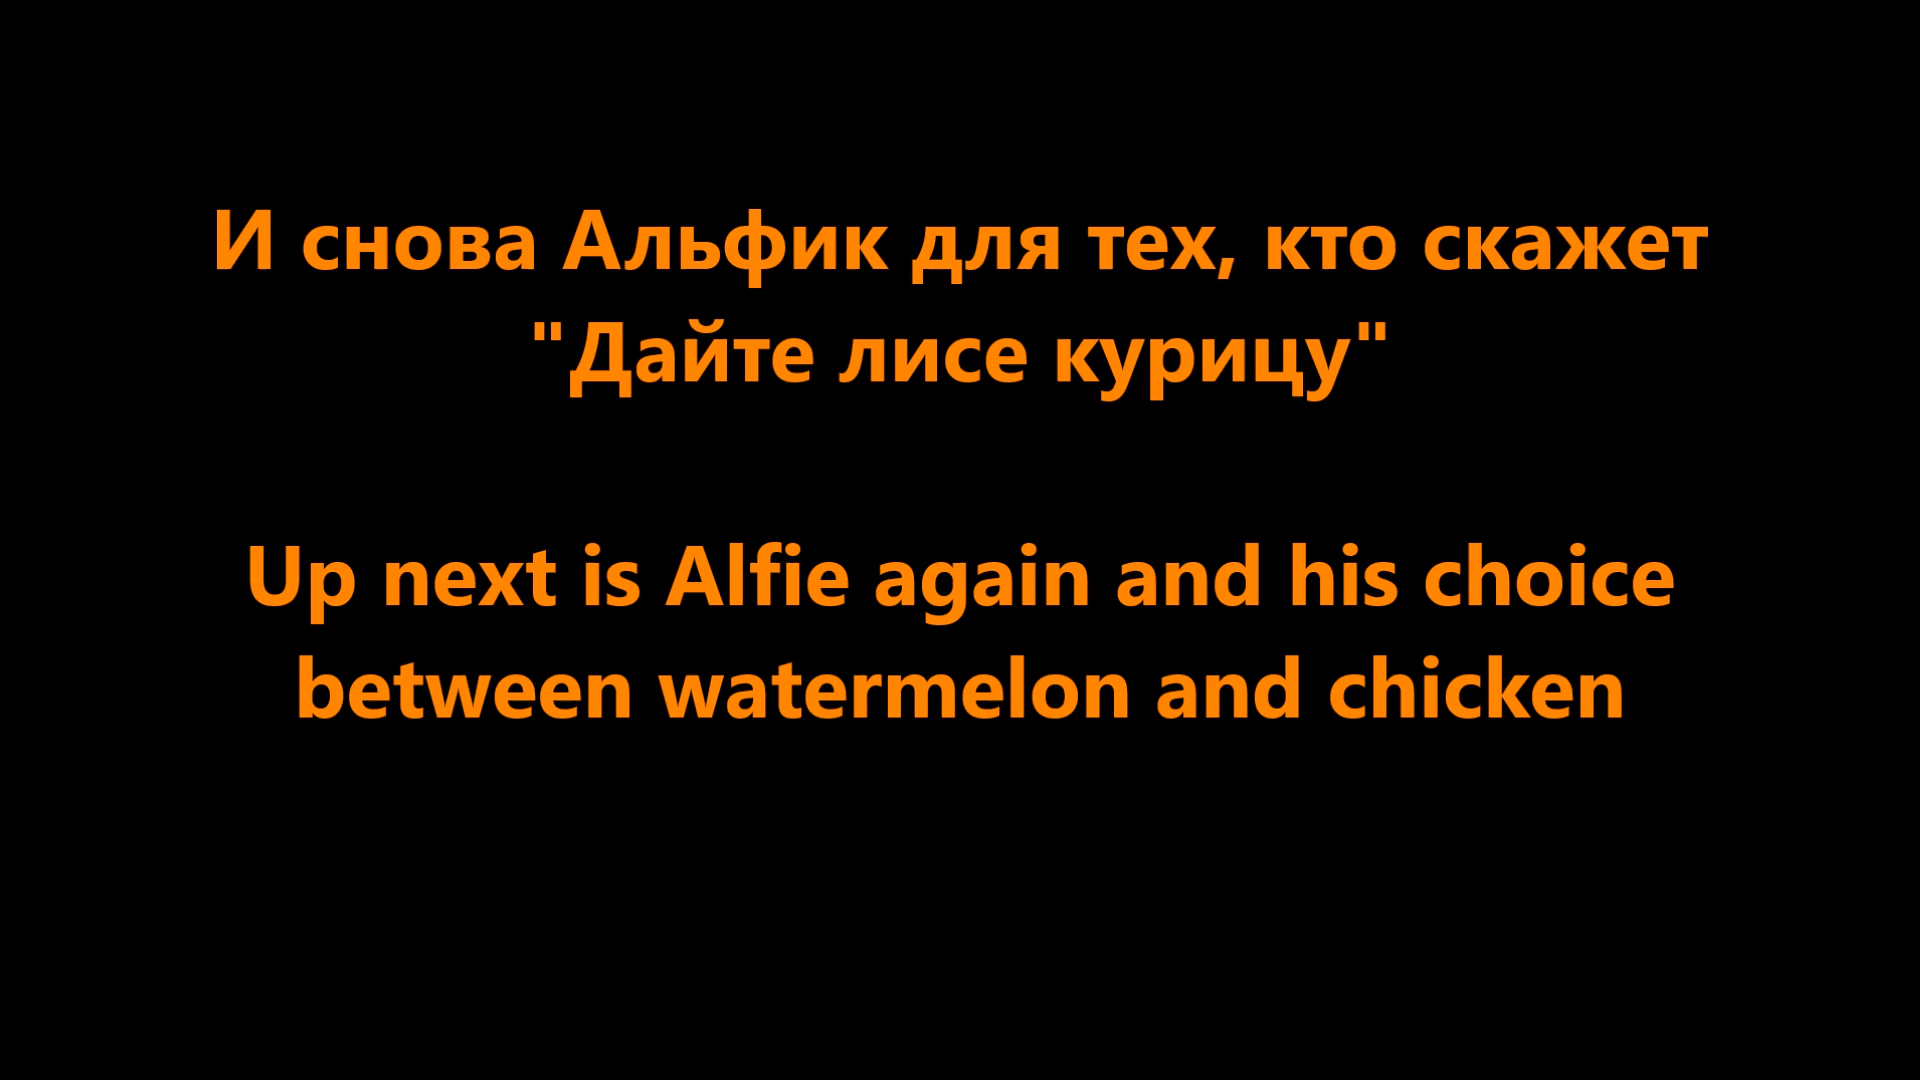 И снова Альфик для тех, кто скажет
"Дайте лисе курицу"
Up next is Alfie again and his choice
between watermelon and chicken